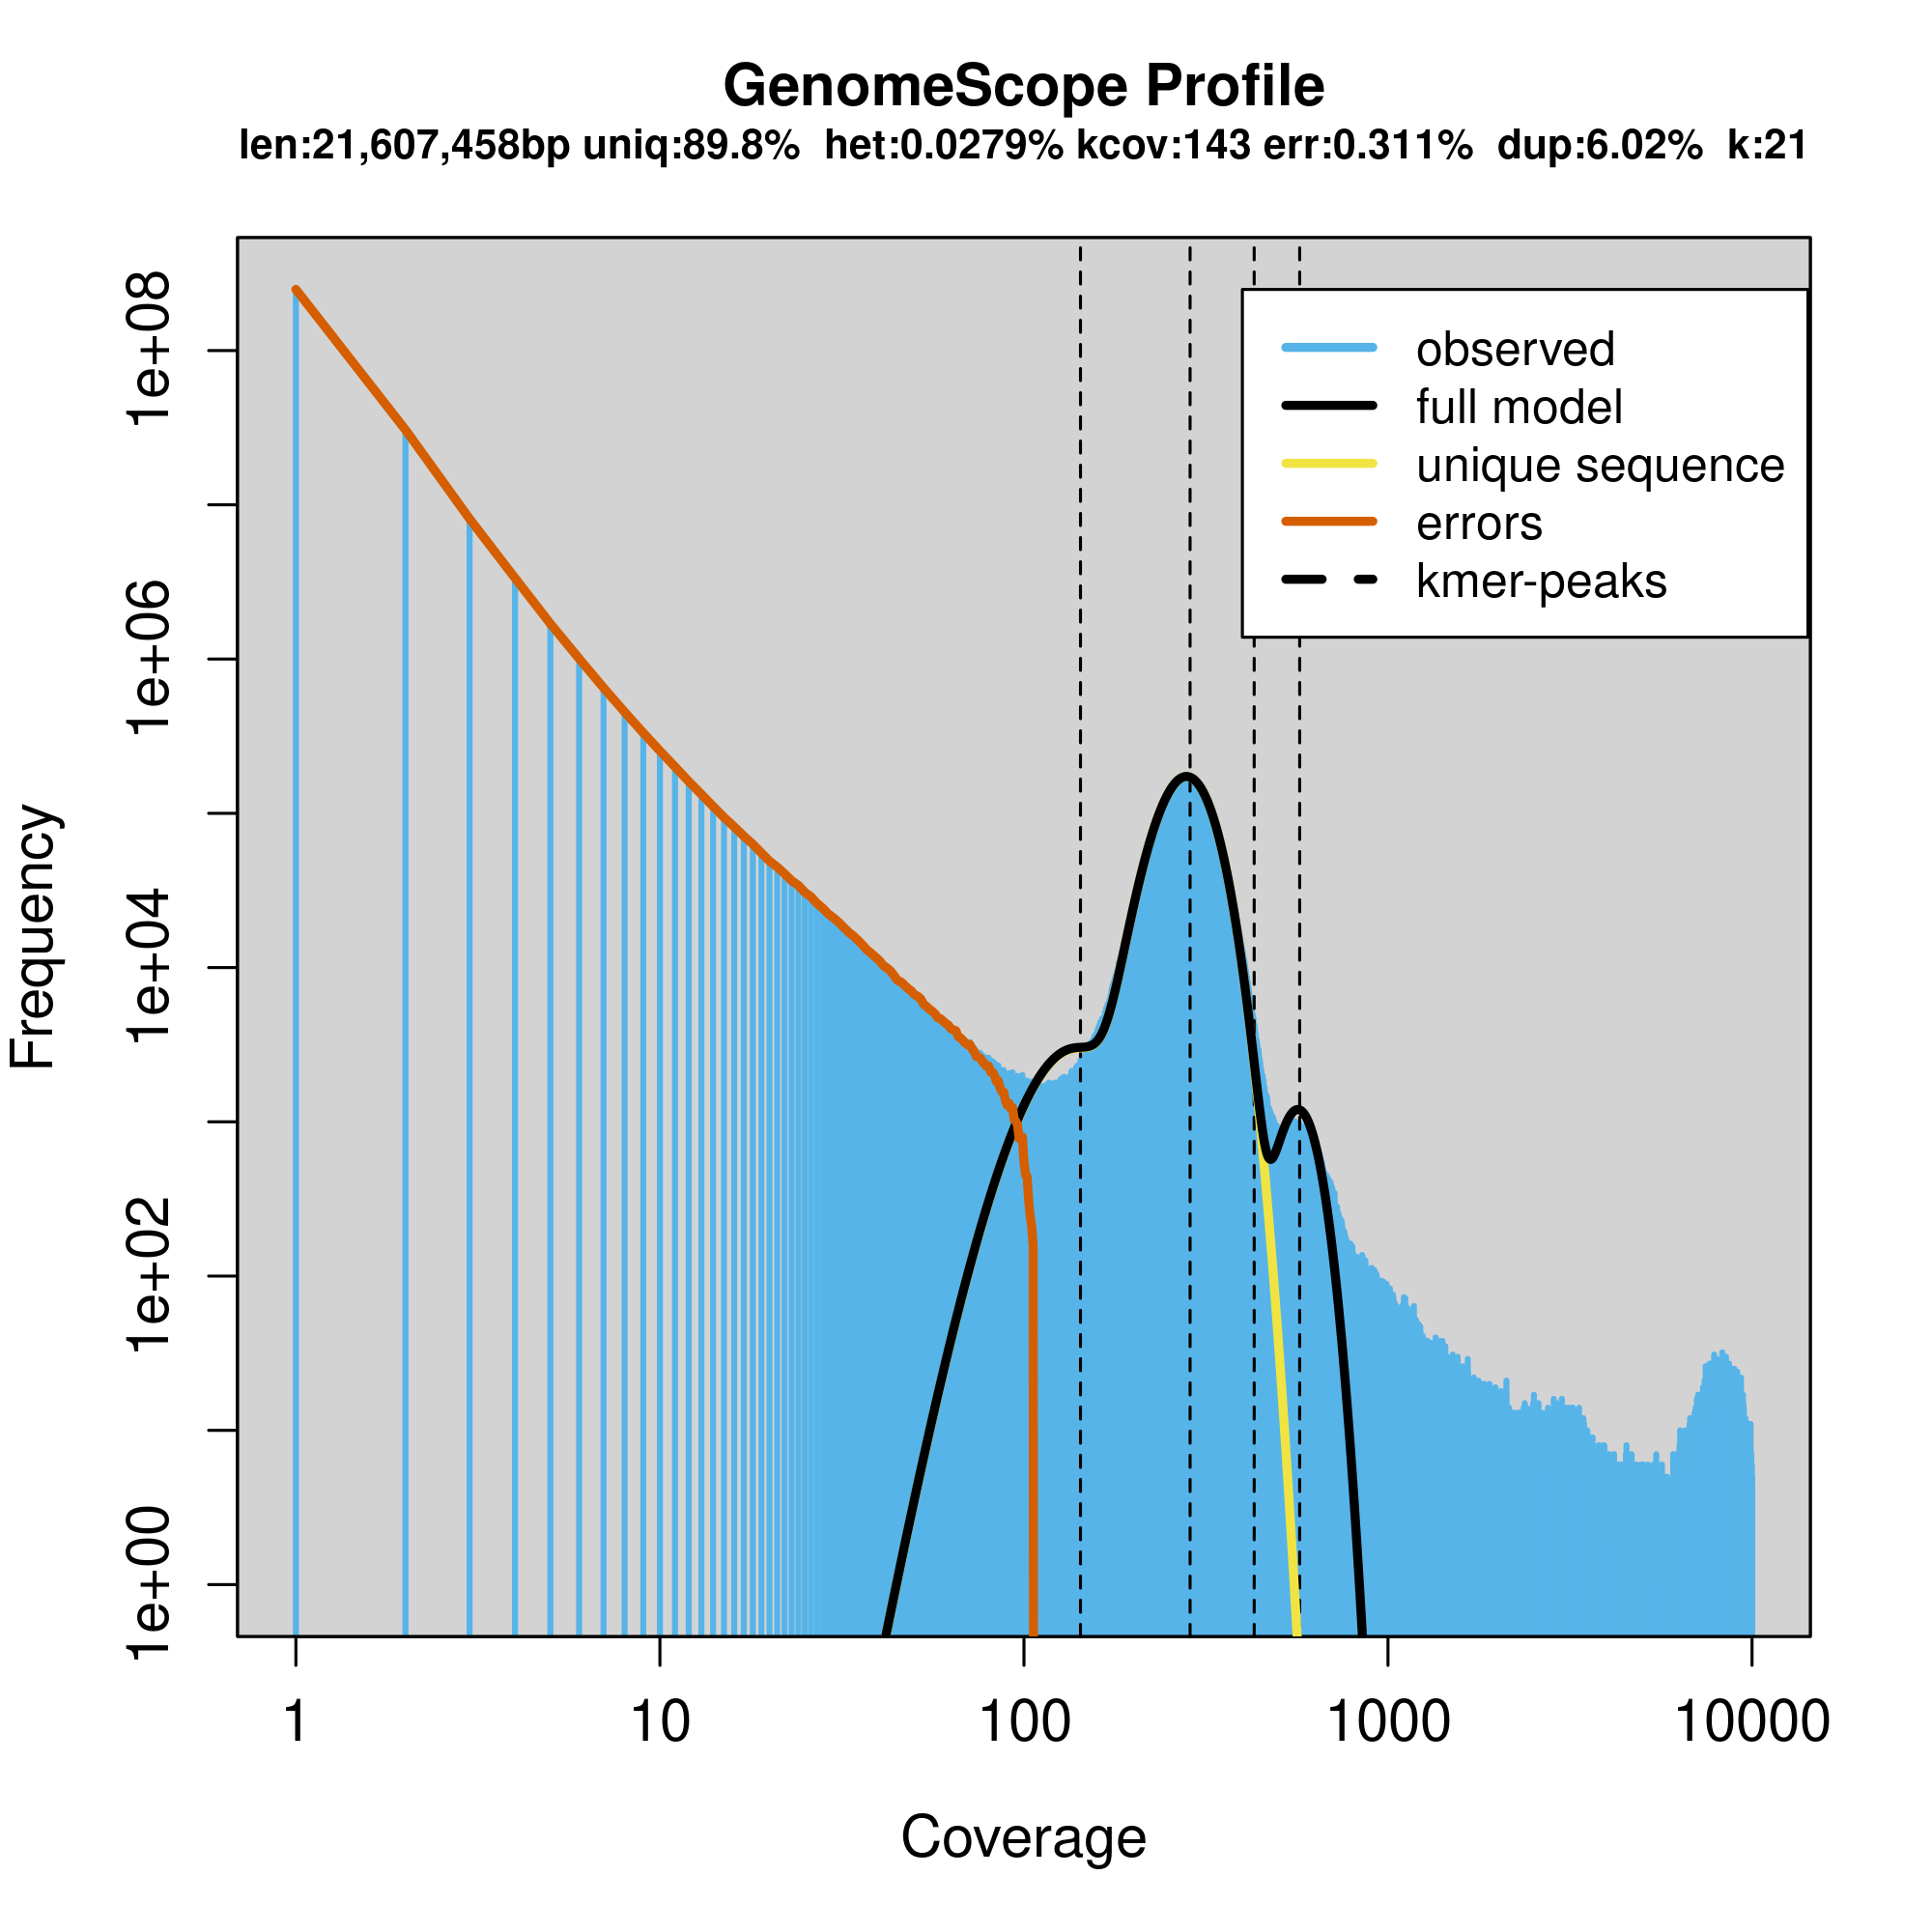 GenomeScope Profile
len:21,607,458bp uniq:89.8% het:0.0279% kcov:143 err:0.311% dup:6.02% k:21
observed
full model
unique sequence
errors
kmer-peaks
Frequency
1e+08
1e+06
1e+04
1e+02
1e+00
1 10 100 1000 10000
Coverage